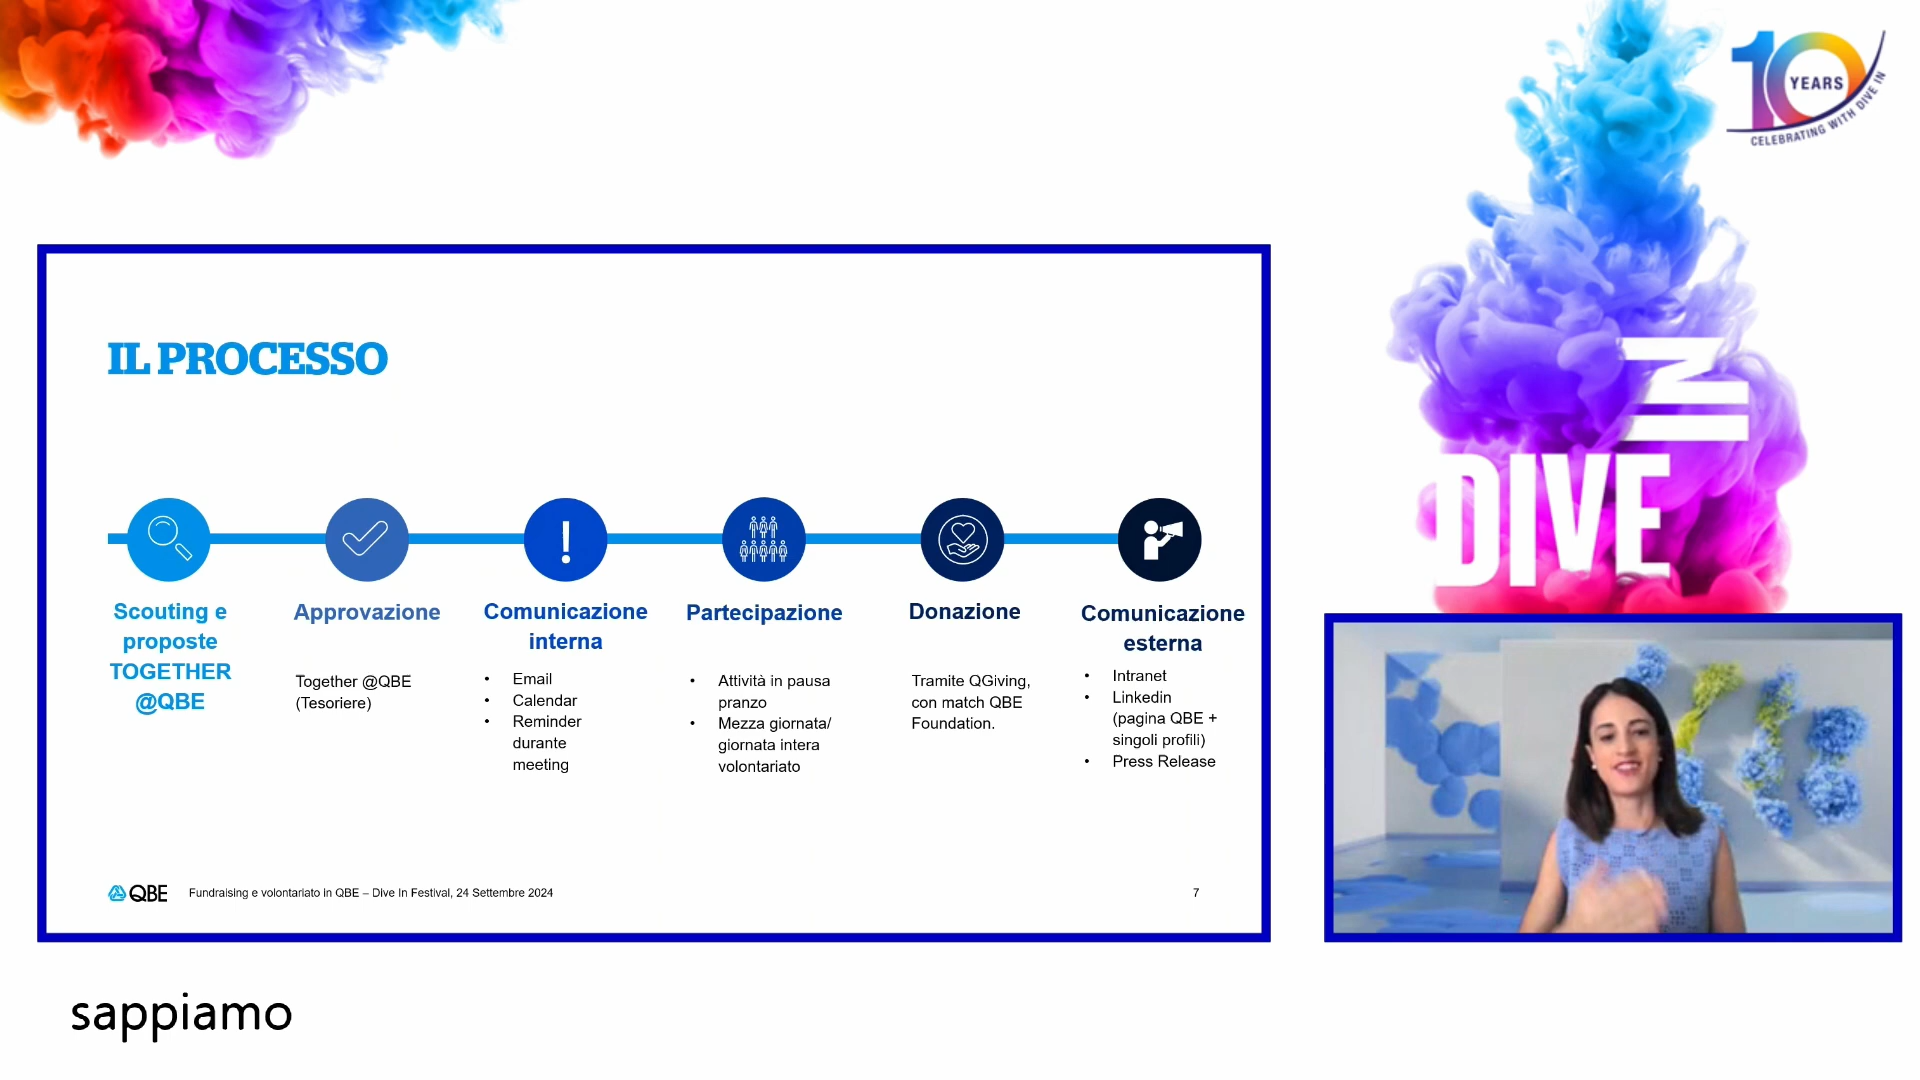 10
YEARS
CELEBRATING WITH DIVE IN
IN
DIVE
IL PROCESSO
Scouting e
proposte
TOGETHER
@QBE
Approvazione
Together @QBE
(Tesoriere)
Comunicazione
interna
• Email
• Calendar
• Reminder
durante
meeting
Partecipazione
• Attività in pausa
pranzo
• Mezza giornata/
giornata intera
volontariato
Donazione
Tramite QGiving,
con match QBE
Foundation.
Comunicazione
esterna
• Intranet
• Linkedin
(pagina QBE +
singoli profili)
• Press Release
QBE
Fundraising e volontariato in QBE – Dive In Festival, 24 Settembre 2024
7
sappiamo